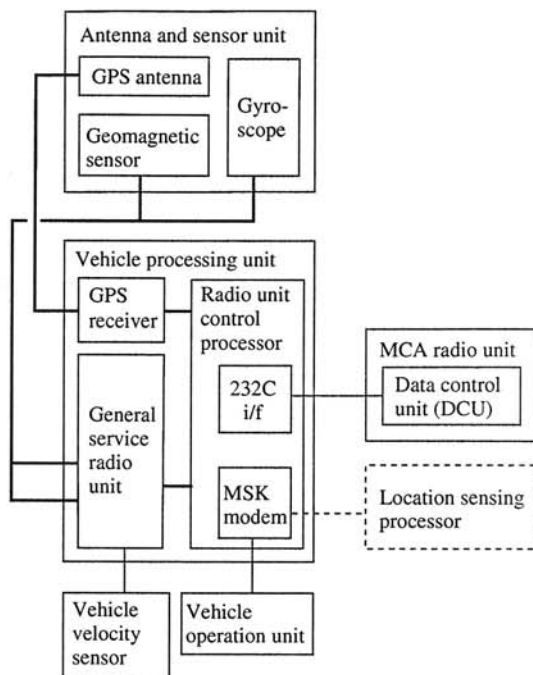 Antenna and sensor unit
GPS antenna
Gyro-
scope
Geomagnetic
sensor
Vehicle processing unit
GPS
receiver
Radio unit
control
processor
MCA radio unit
Data control
unit (DCU)
232C
i/f
General
service
radio
unit
MSK
modem
Location sensing
processor
Vehicle
velocity
sensor
Vehicle
operation unit